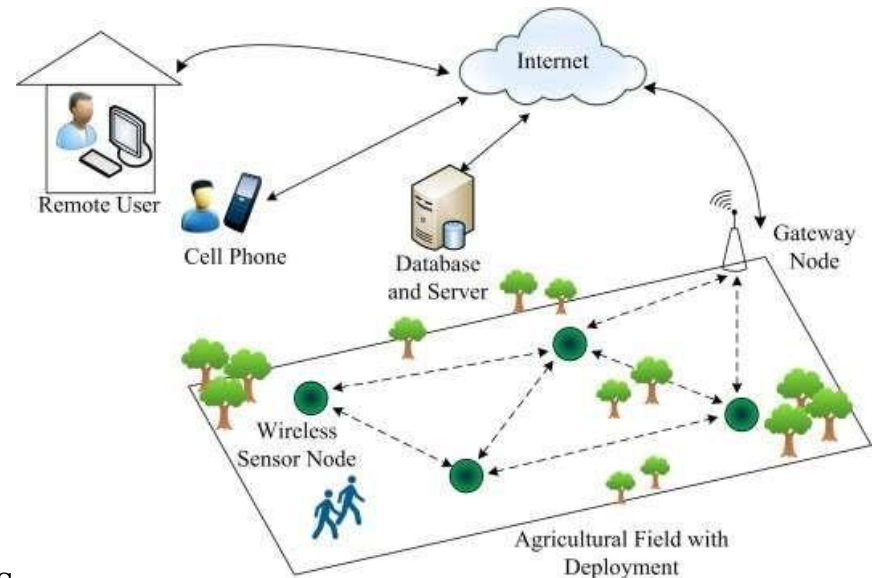 Internet
Remote User
Cell Phone
Database
and Server
Gateway
Node
Wireless
Sensor Node
Agricultural Field with
Deployment